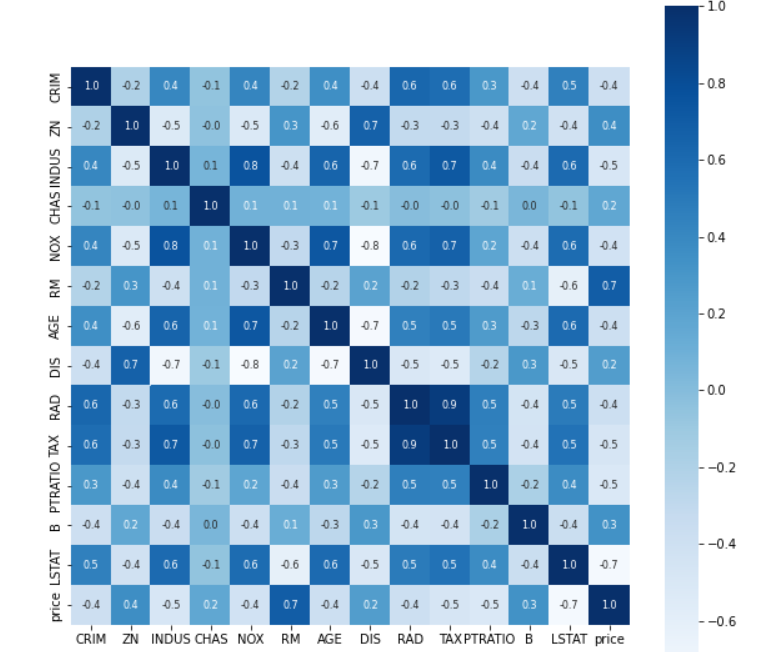 CRIM 1.0 -0.2 0.4 -0.1 0.4 -0.2 0.4 -0.4 0.6 0.6 0.3 -0.4 0.5 -0.4
ZN -0.2 1.0 -0.5 -0.0 -0.5 0.3 -0.6 0.7 -0.3 -0.3 -0.4 0.2 -0.4 0.4
INDUS 0.4 -0.5 1.0 0.1 0.8 -0.4 0.6 -0.7 0.6 0.7 0.4 -0.4 0.6 -0.5
CHAS -0.1 -0.0 0.1 1.0 0.1 0.1 0.1 -0.1 -0.0 -0.0 -0.1 0.0 -0.1 0.2
NOX 0.4 -0.5 0.8 0.1 1.0 -0.3 0.7 -0.8 0.6 0.7 0.2 -0.4 0.6 -0.4
RM -0.2 0.3 -0.4 0.1 -0.3 1.0 -0.2 0.2 -0.2 -0.3 -0.4 0.1 -0.6 0.7
AGE 0.4 -0.6 0.6 0.1 0.7 -0.2 1.0 -0.7 0.5 0.5 0.3 -0.3 0.6 -0.4
DIS -0.4 0.7 -0.7 -0.1 -0.8 0.2 -0.7 1.0 -0.5 -0.5 -0.2 0.3 -0.5 0.2
RAD 0.6 -0.3 0.6 -0.0 0.6 -0.2 0.5 -0.5 1.0 0.9 0.5 -0.4 0.5 -0.4
TAX 0.6 -0.3 0.7 -0.0 0.7 -0.3 0.5 -0.5 0.9 1.0 0.5 -0.4 0.5 -0.5
PTRATIO 0.3 -0.4 0.4 -0.1 0.2 -0.4 0.3 -0.2 0.5 0.5 1.0 -0.2 0.4 -0.5
B -0.4 0.2 -0.4 0.0 -0.4 0.1 -0.3 0.3 -0.4 -0.4 -0.2 1.0 -0.4 0.3
LSTAT 0.5 -0.4 0.6 -0.1 0.6 -0.6 0.6 -0.5 0.5 0.5 0.4 -0.4 1.0 -0.7
price -0.4 0.4 -0.5 0.2 -0.4 0.7 -0.4 0.2 -0.4 -0.5 -0.5 0.3 -0.7 1.0
CRIM ZN INDUS CHAS NOX RM AGE DIS RAD TAX PTRATIO B LSTAT price
1.0
0.8
0.6
0.4
0.2
0.0
−0.2
−0.4
−0.6